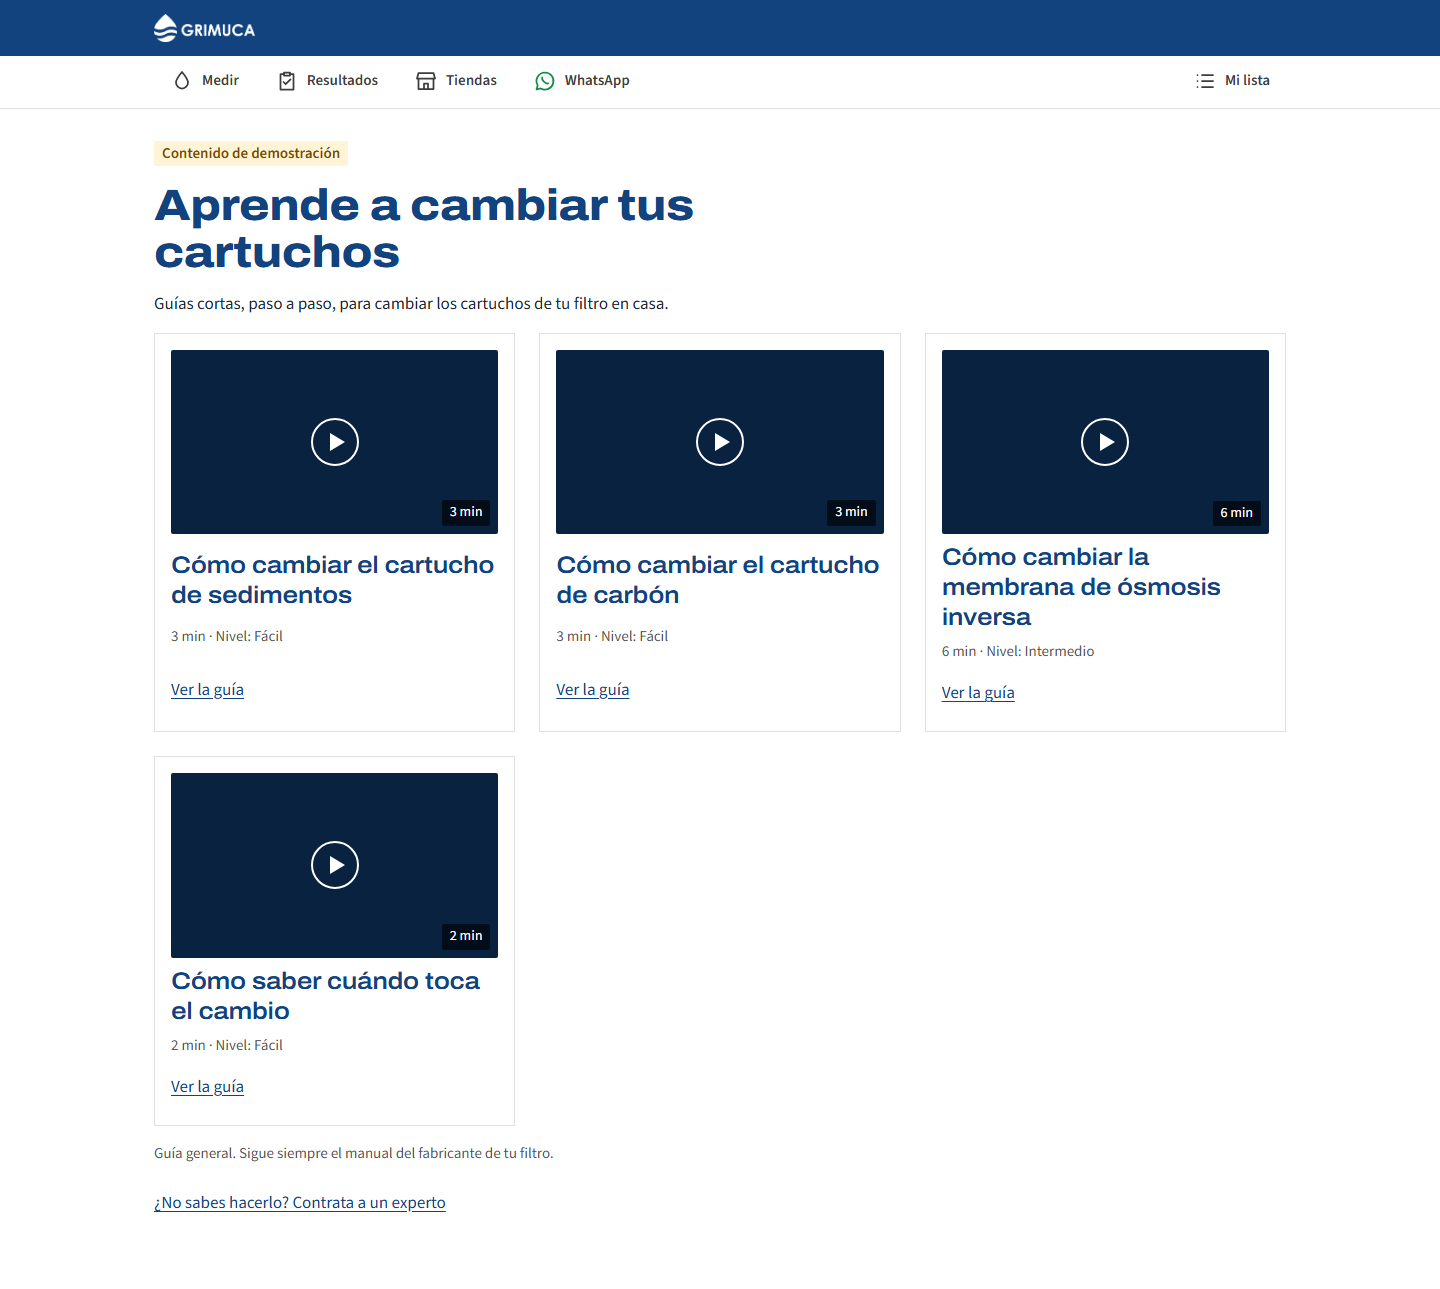 GRIMUCA
Medir
Resultados
Tiendas
WhatsApp
Mi lista
Contenido de demostración
Aprende a cambiar tus
cartuchos
Guías cortas, paso a paso, para cambiar los cartuchos de tu filtro en casa.
3 min
Cómo cambiar el cartucho
de sedimentos
3 min · Nivel: Fácil
Ver la guía
3 min
Cómo cambiar el cartucho
de carbón
3 min · Nivel: Fácil
Ver la guía
6 min
Cómo cambiar la
membrana de ósmosis
inversa
6 min · Nivel: Intermedio
Ver la guía
2 min
Cómo saber cuándo toca
el cambio
2 min · Nivel: Fácil
Ver la guía
Guía general. Sigue siempre el manual del fabricante de tu filtro.
¿No sabes hacerlo? Contrata a un experto